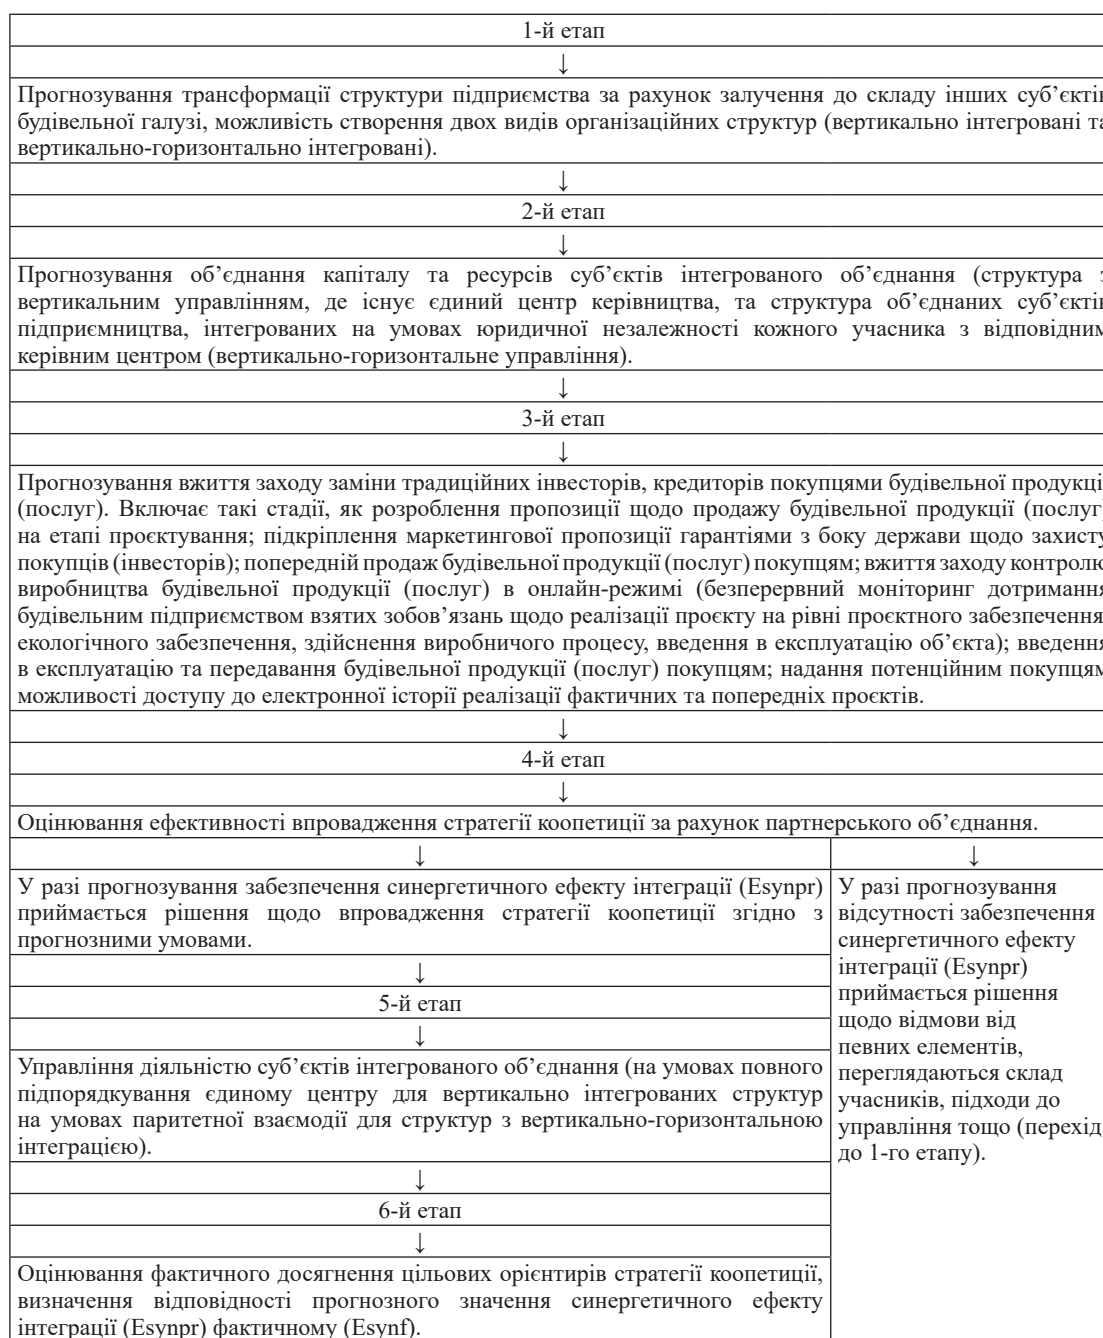 1-й етап
↓
Прогнозування трансформації структури підприємства за рахунок залучення до складу інших суб’єктів
будівельної галузі, можливість створення двох видів організаційних структур (вертикально інтегровані та
вертикально-горизонтально інтегровані).
↓
2-й етап
↓
Прогнозування об’єднання капіталу та ресурсів суб’єктів інтегрованого об’єднання (структура з
вертикальним управлінням, де існує єдиний центр керівництва, та структура об’єднаних суб’єктів
підприємництва, інтегрованих на умовах юридичної незалежності кожного учасника з відповідним
керівним центром (вертикально-горизонтальне управління).
↓
3-й етап
↓
Прогнозування вжиття заходу заміни традиційних інвесторів, кредиторів покупцями будівельної продукції
(послуг). Включає такі стадії, як розроблення пропозиції щодо продажу будівельної продукції (послуг)
на етапі проєктування; підкріплення маркетингової пропозиції гарантіями з боку держави щодо захисту
покупців (інвесторів); попередній продаж будівельної продукції (послуг) покупцям; вжиття заходу контролю
виробництва будівельної продукції (послуг) в онлайн-режимі (безперервний моніторинг дотримання
будівельним підприємством взятих зобов’язань щодо реалізації проєкту на рівні проєктного забезпечення
екологічного забезпечення, здійснення виробничого процесу, введення в експлуатацію об’єкта); введення
в експлуатацію та передавання будівельної продукції (послуг) покупцям; надання потенційним покупцям
можливості доступу до електронної історії реалізації фактичних та попередніх проєктів.
↓
4-й етап
↓
Оцінювання ефективності впровадження стратегії коопетиції за рахунок партнерського об’єднання.
↓
У разі прогнозування забезпечення синергетичного ефекту інтеграції (Esynpr)
приймається рішення щодо впровадження стратегії коопетиції згідно з
прогнозними умовами.
↓
5-й етап
↓
Управління діяльністю суб’єктів інтегрованого об’єднання (на умовах повного
підпорядкування єдиному центру для вертикально інтегрованих структур
на умовах паритетної взаємодії для структур з вертикально-горизонтальною
інтеграцією).
↓
6-й етап
↓
Оцінювання фактичного досягнення цільових орієнтирів стратегії коопетиції,
визначення відповідності прогнозного значення синергетичного ефекту
інтеграції (Esynpr) фактичному (Esynf).
↓
У разі прогнозування
відсутності забезпечення
синергетичного ефекту
інтеграції (Esynpr)
приймається рішення
щодо відмови від
певних елементів,
переглядаються склад
учасників, підходи до
управління тощо (перехід
до 1-го етапу).